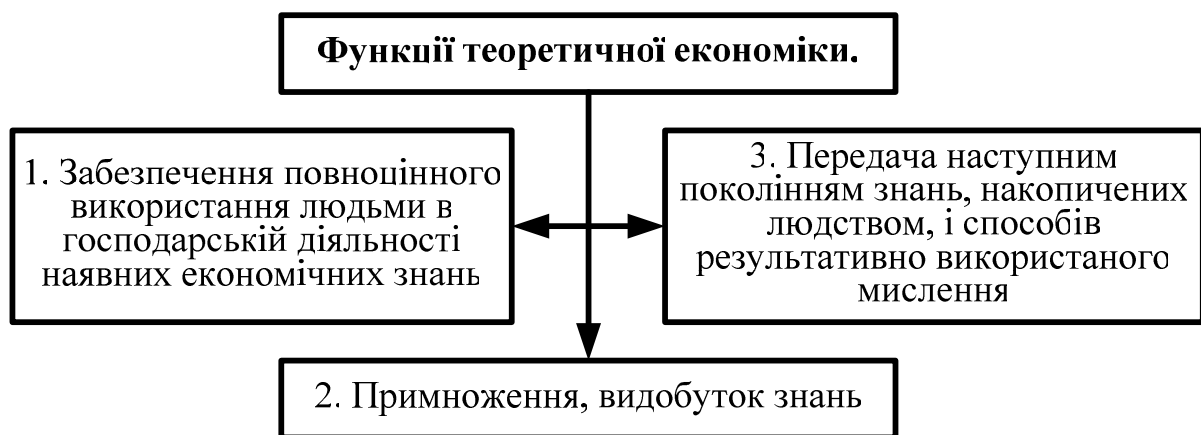 Функції теоретичної економіки.
1. Забезпечення повноцінного
використання людьми в
господарській діяльності
наявних економічних знань
3. Передача наступним
поколінням знань, накопичених
людством, і способів
результативно використаного
мислення
2. Примноження, видобуток знань